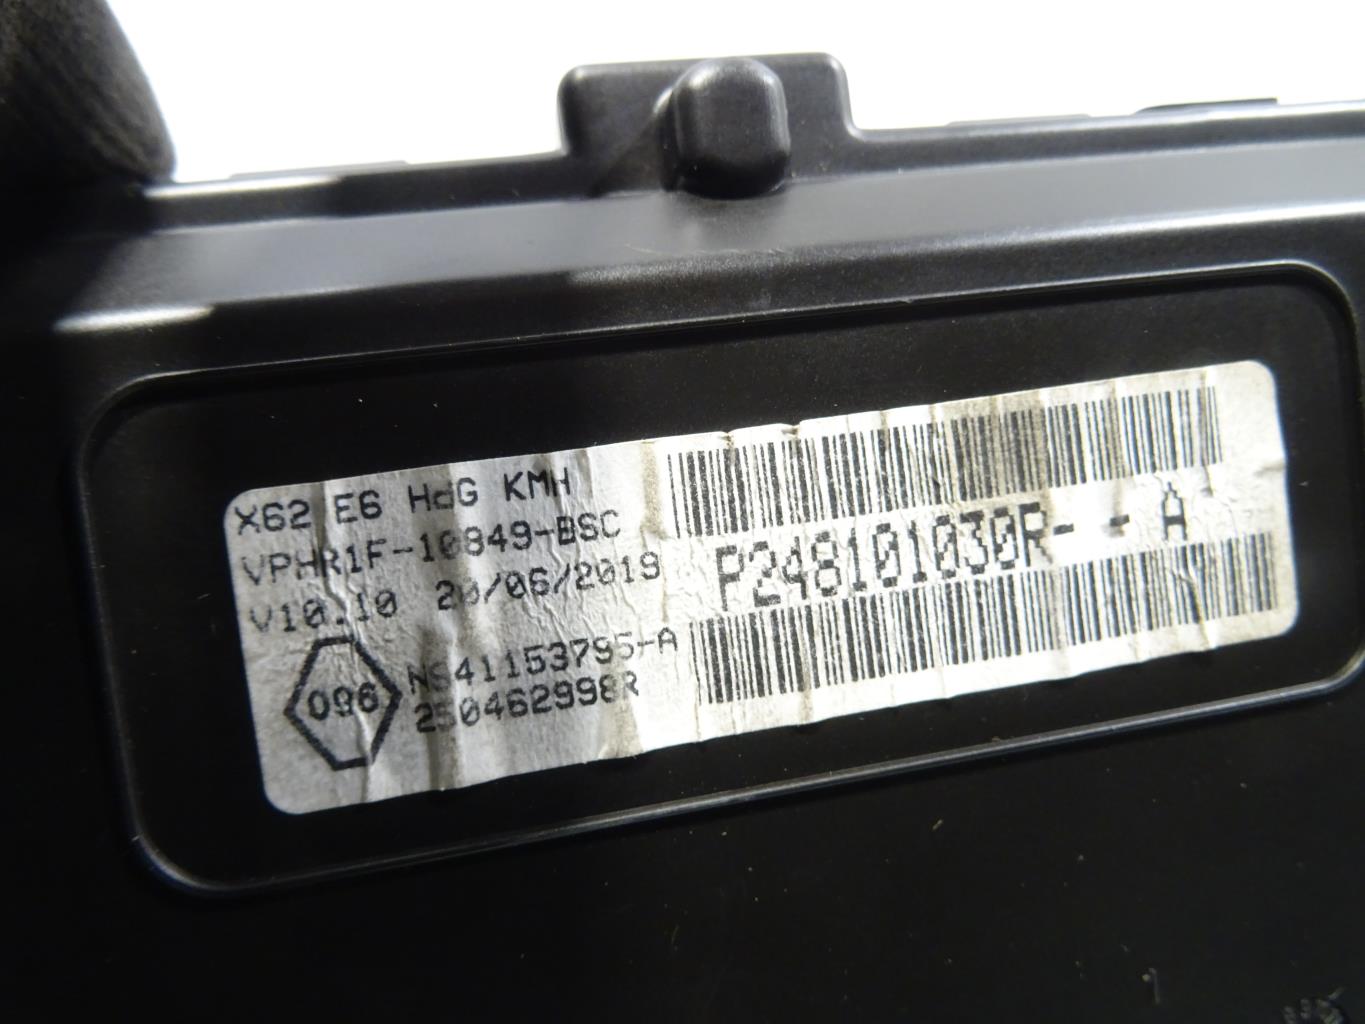 X62 E6 HdG KMH
VPHR1F-10849-BSC
V10.10 20/06/2019
096
NS41153795-A
250462998R
P248101030R- - A